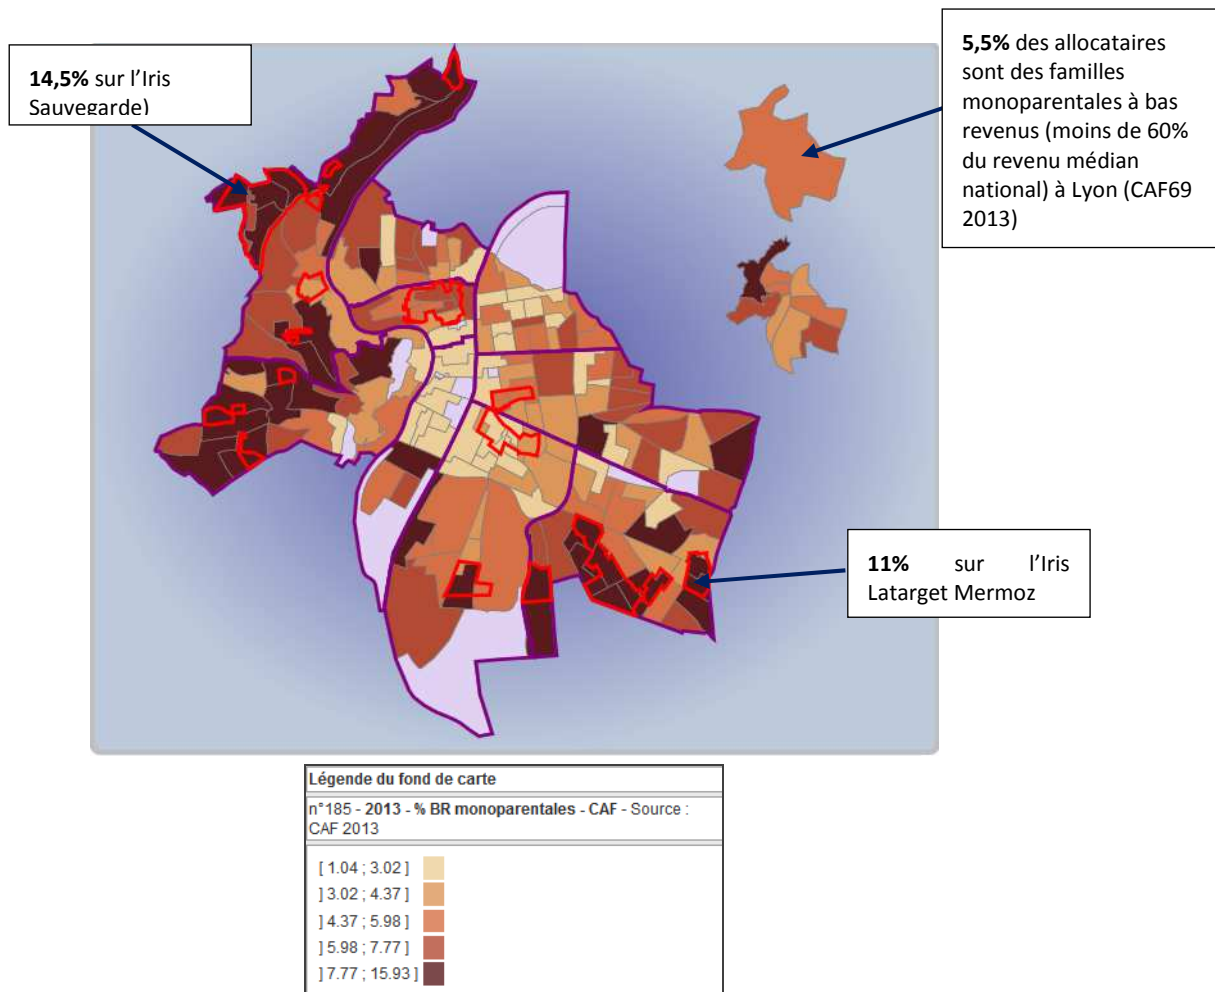 14,5% sur l'Iris
Sauvegarde)
5,5% des allocataires
sont des familles
monoparentales à bas
revenus (moins de 60%
du revenu médian
national) à Lyon (CAF69
2013)
11% sur l'Iris
Latarget Mermoz
Légende du fond de carte
n°185 - 2013 - % BR monoparentales - CAF - Source :
CAF 2013
[ 1.04 ; 3.02 ]
] 3.02 ; 4.37 ]
] 4.37 ; 5.98 ]
] 5.98 ; 7.77 ]
] 7.77 ; 15.93 ]